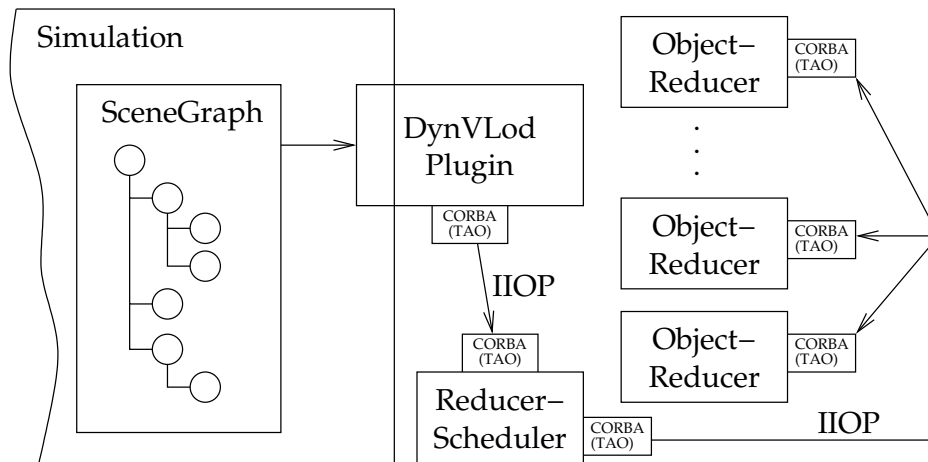 Simulation
SceneGraph
DynVLod
Plugin
CORBA
(TAO)
IIOP
CORBA
(TAO)
Reducer–
Scheduler
CORBA
(TAO)
IIOP
Object–
Reducer
CORBA
(TAO)
Object–
Reducer
CORBA
(TAO)
Object–
Reducer
CORBA
(TAO)